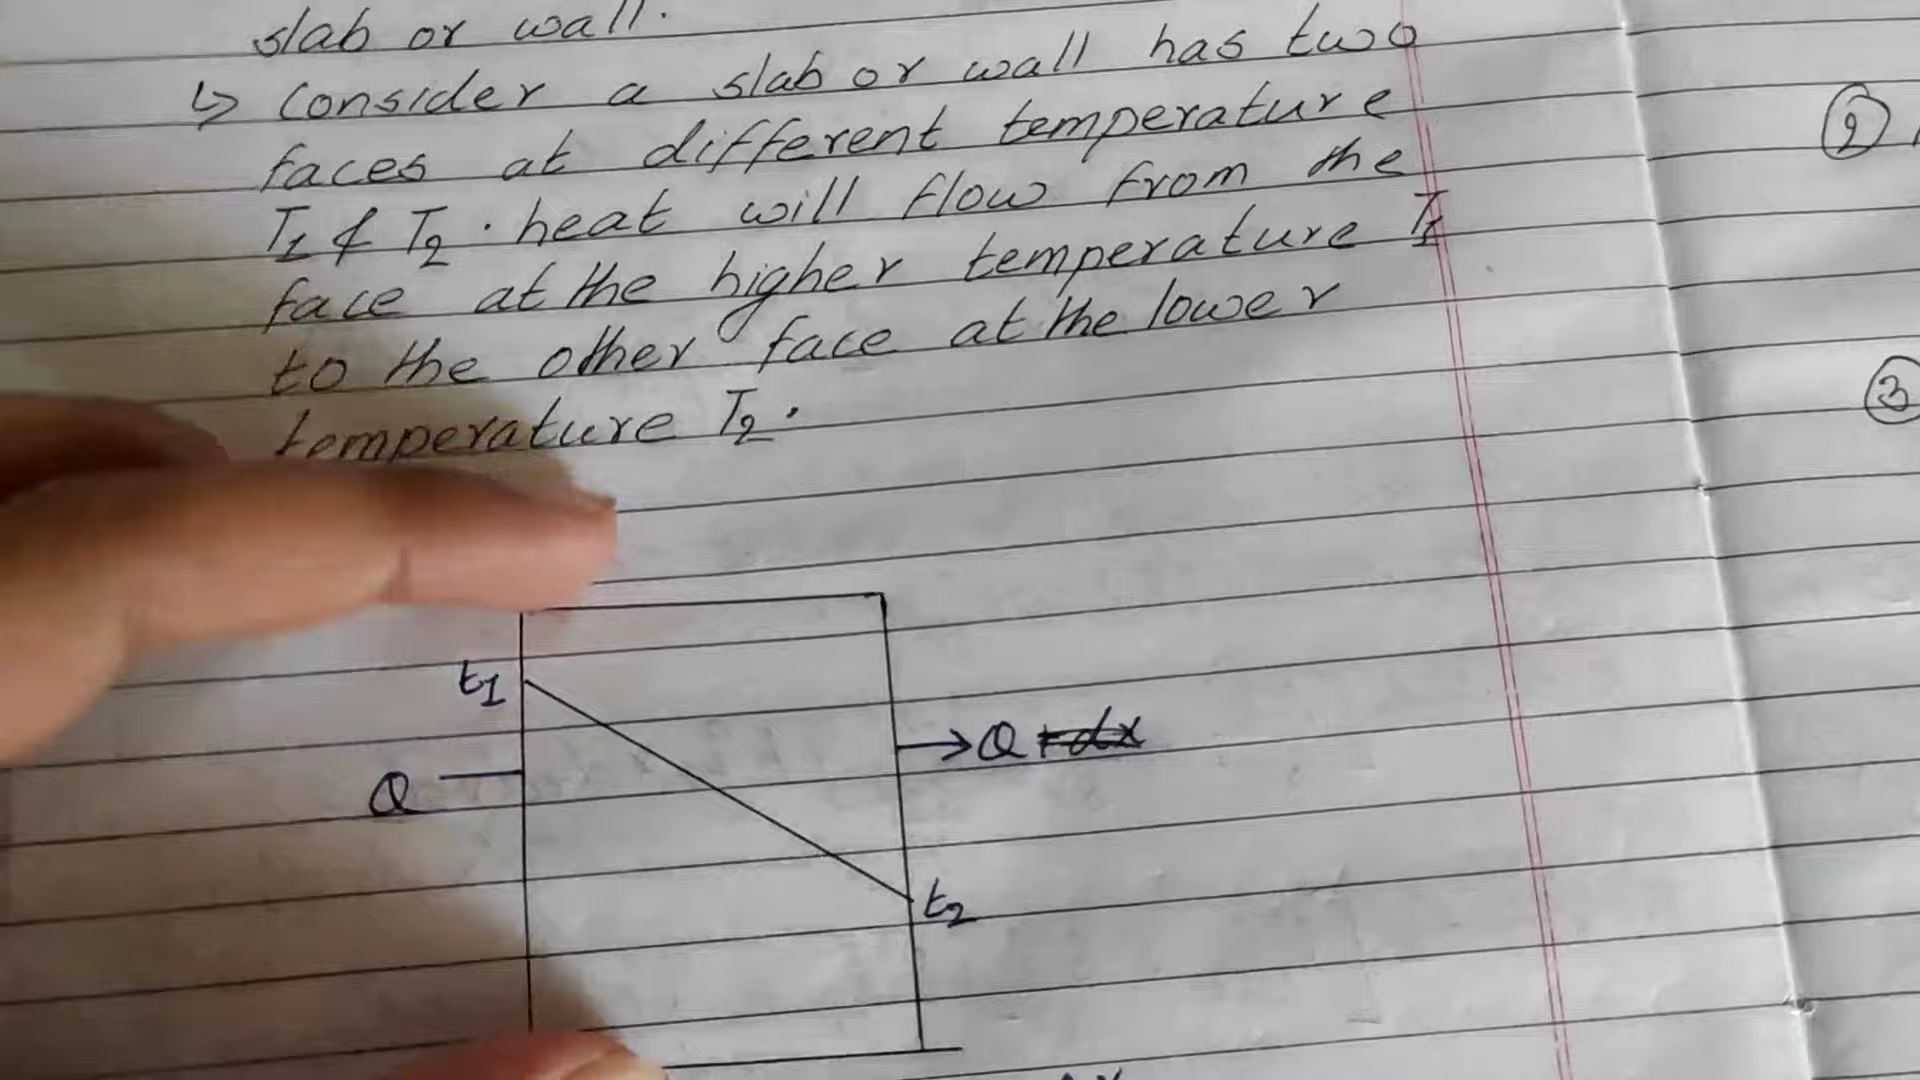 slab or wall.
↳ Consider a slab or wall has two
faces at different temperature
T1 & T2. heat will flow from the
face at the higher temperature T1
to the other face at the lower
temperature T2.
t1
Q
→Q
t2
2
3